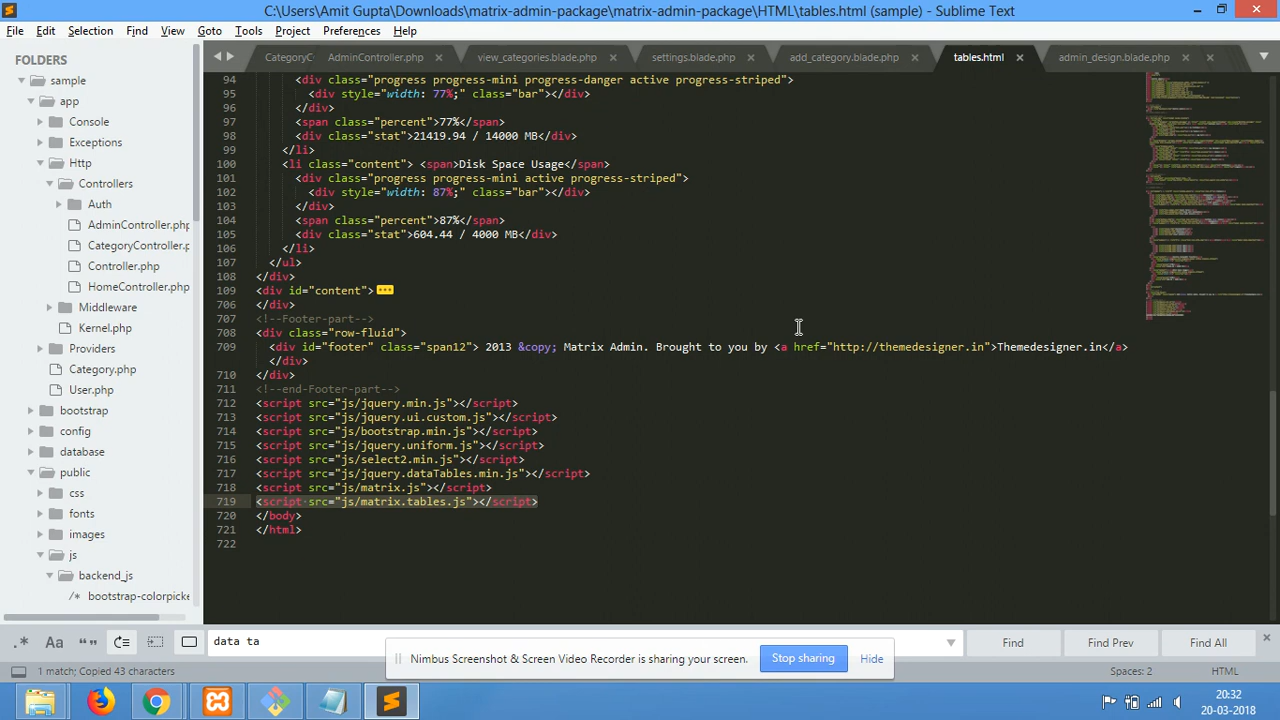 C:\Users\Amit Gupta\Downloads\matrix-admin-package\matrix-admin-package\HTML\tables.html (sample) - Sublime Text
File Edit Selection Find View Goto Tools Project Preferences Help
CategoryC AdminController.php view_categories.blade.php settings.blade.php add_category.blade.php tables.html admin_design.blade.php
FOLDERS
sample
app
Console
Exceptions
Http
Controllers
Auth
AdminController.php
CategoryController.p
Controller.php
HomeController.php
Middleware
Kernel.php
Providers
Category.php
User.php
bootstrap
config
database
public
css
fonts
images
js
backend_js
/* bootstrap-colorpicke
94 <div class="progress progress-mini progress-danger active progress-striped">
95 <div style="width: 77%;" class="bar"></div>
96 </div>
97 <span class="percent">77%</span>
98 <div class="stat">21419.94 / 14000 MB</div>
99 </li>
100 <li class="content"> <span>Disk Space Usage</span>
101 <div class="progress progress-mini active progress-striped">
102 <div style="width: 87%;" class="bar"></div>
103 </div>
104 <span class="percent">87%</span>
105 <div class="stat">604.44 / 4000 MB</div>
106 </li>
107 </ul>
108 </div>
109 <div id="content">
706 </div>
707 <!--Footer-part-->
708 <div class="row-fluid">
709 <div id="footer" class="span12"> 2013 &copy; Matrix Admin. Brought to you by <a href="http://themedesigner.in">Themedesigner.in</a>
</div>
710 </div>
711 <!--end-Footer-part-->
712 <script src="js/jquery.min.js"></script>
713 <script src="js/jquery.ui.custom.js"></script>
714 <script src="js/bootstrap.min.js"></script>
715 <script src="js/jquery.uniform.js"></script>
716 <script src="js/select2.min.js"></script>
717 <script src="js/jquery.dataTables.min.js"></script>
718 <script src="js/matrix.js"></script>
719 <script src="js/matrix.tables.js"></script>
720 </body>
721 </html>
722
.* Aa “” data ta Find Find Prev Find All
Nimbus Screenshot & Screen Video Recorder is sharing your screen. Stop sharing Hide
1 match; Copied 43 characters Spaces: 2 HTML
20:32
20-03-2018